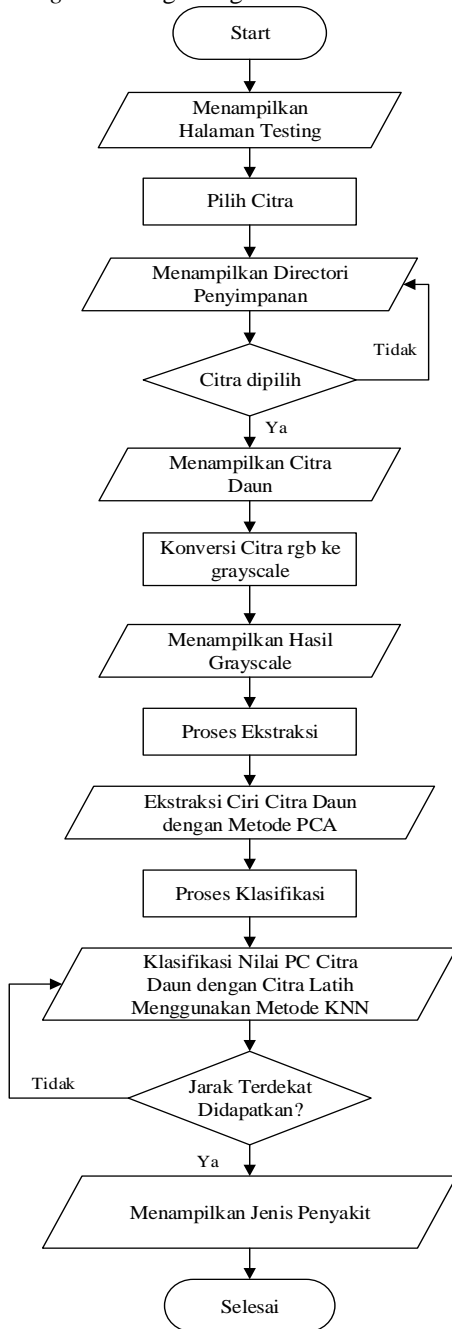 Start
Menampilkan
Halaman Testing
Pilih Citra
Menampilkan Directori
Penyimpanan
Tidak
Citra dipilih
Ya
Menampilkan Citra
Daun
Konversi Citra rgb ke
grayscale
Menampilkan Hasil
Grayscale
Proses Ekstraksi
Ekstraksi Ciri Citra Daun
dengan Metode PCA
Proses Klasifikasi
Klasifikasi Nilai PC Citra
Daun dengan Citra Latih
Menggunakan Metode KNN
Tidak
Jarak Terdekat
Didapatkan?
Ya
Menampilkan Jenis Penyakit
Selesai